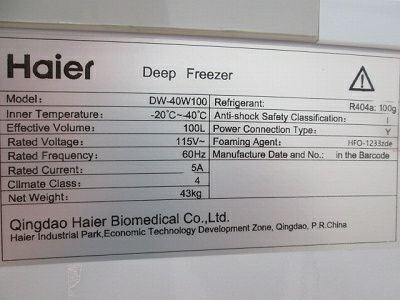 Haier Deep Freezer
Model: DW-40W100 Refrigerant: R404a: 100g
Inner Temperature: -20℃~-40℃ Anti-shock Safety Classification: I
Effective Volume: 100L Power Connection Type: Y
Rated Voltage: 115V~ Foaming Agent: HFO-1233zde
Rated Frequency: 60Hz Manufacture Date and No.: in the Barcode
Rated Current: 5A
Climate Class: 4
Net Weight: 43kg
Qingdao Haier Biomedical Co.,Ltd.
Haier Industrial Park,Economic Technology Development Zone, Qingdao, P.R.China